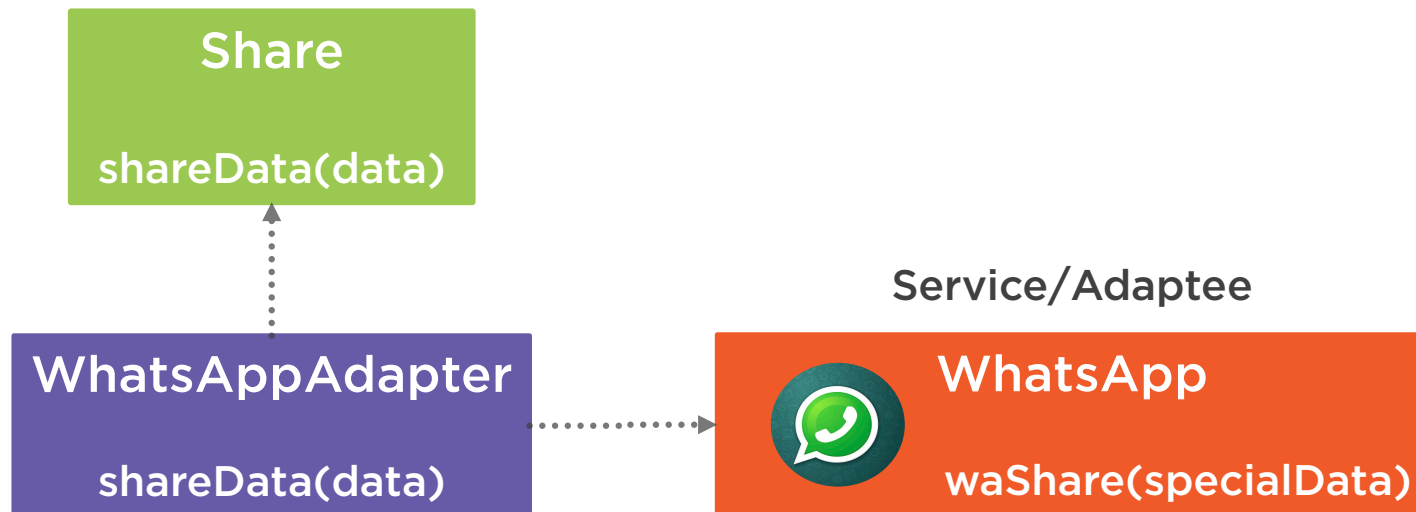 Share
shareData(data)
Service/Adaptee
WhatsAppAdapter
shareData(data)
WhatsApp
waShare(specialData)